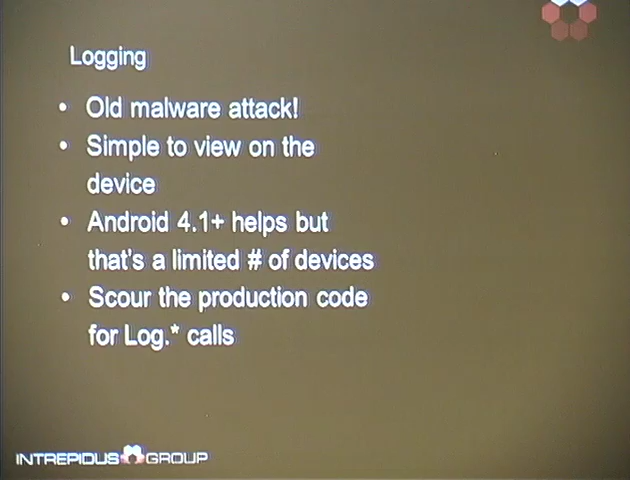 Logging
• Old malware attack!
• Simple to view on the
device
• Android 4.1+ helps but
that's a limited # of devices
• Scour the production code
for Log.* calls
INTREPIDUS GROUP